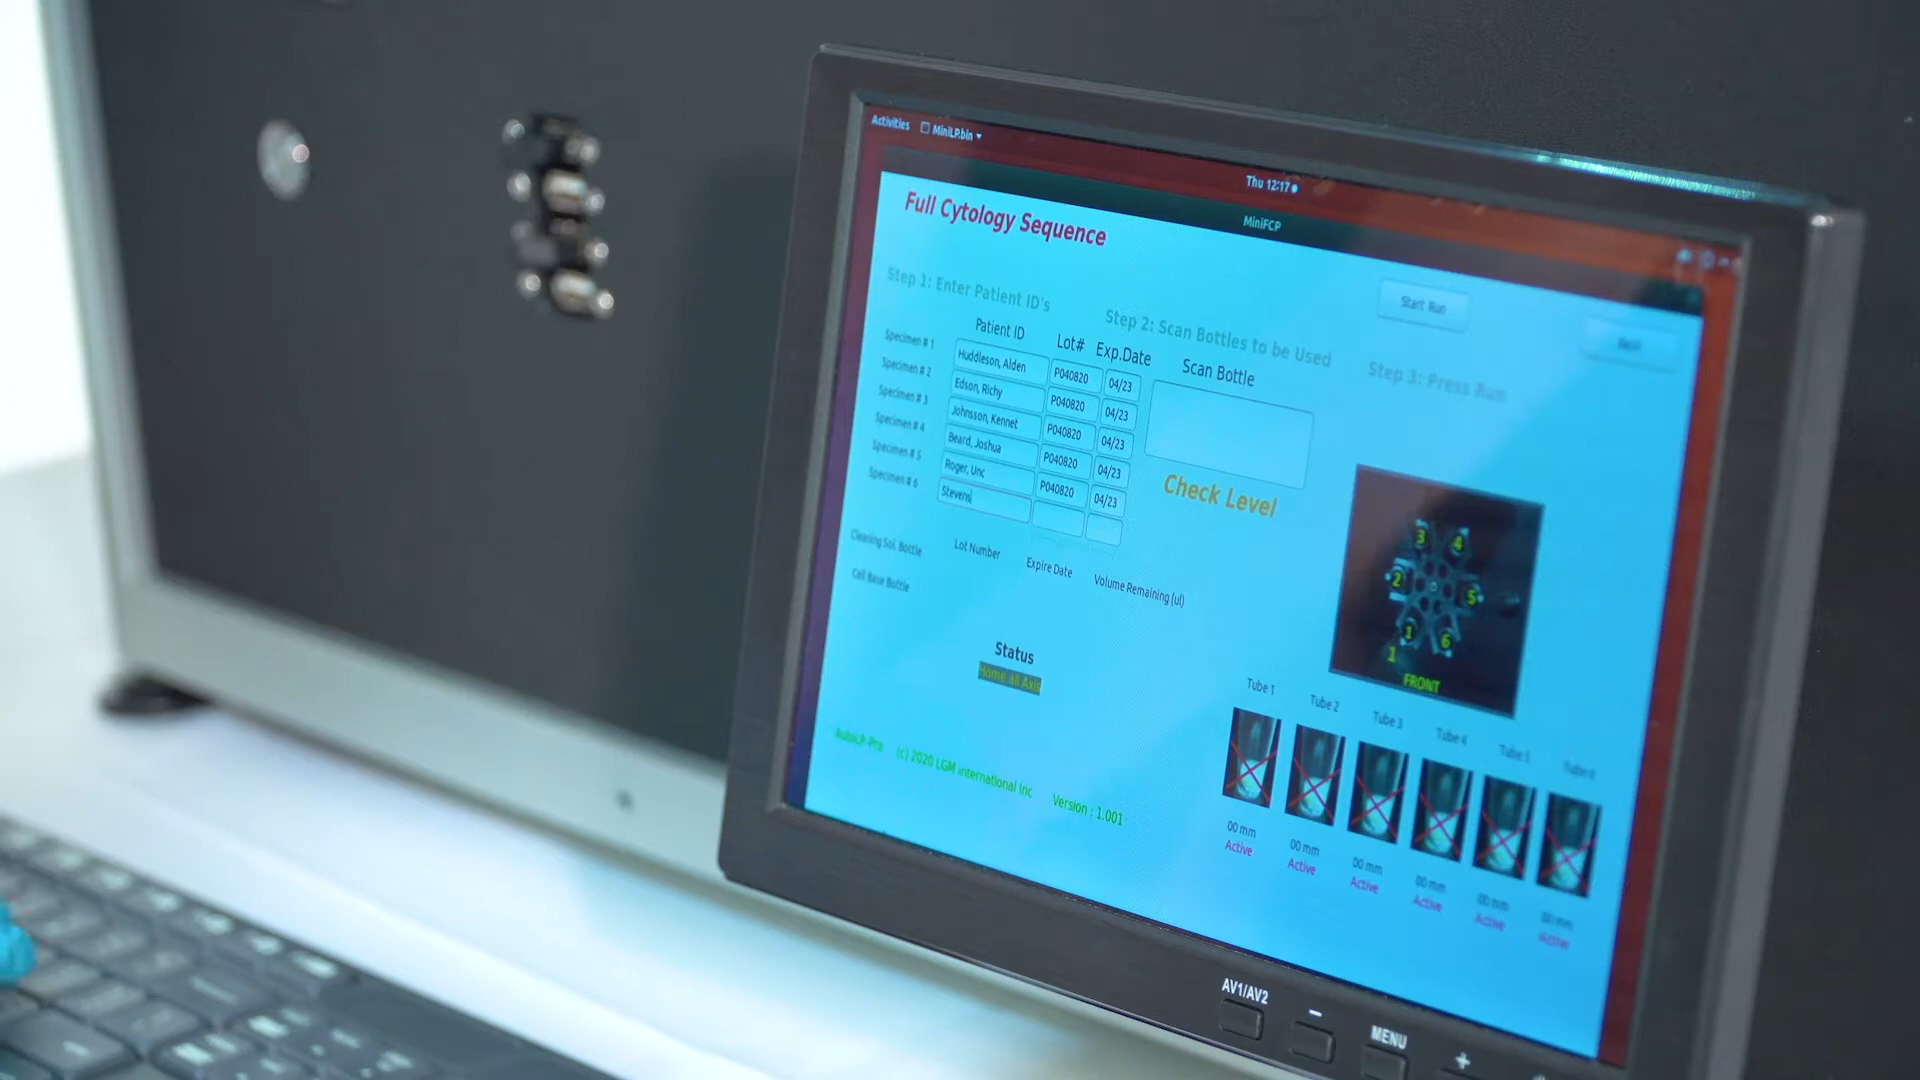 Activities MiniLP.bin
Thu 12:17
MiniFCP
Full Cytology Sequence
Start Run
Back
Step 1: Enter Patient ID's
Step 2: Scan Bottles to be Used
Step 3: Press Run
Patient ID Lot# Exp.Date Scan Bottle
Specimen # 1 Huddleson, Alden P040820 04/23
Specimen # 2 Edson, Richy P040820 04/23
Specimen # 3 Johnsson, Kennet P040820 04/23
Specimen # 4 Beard, Joshua P040820 04/23
Specimen # 5 Roger, Unc P040820 04/23
Specimen # 6 Stevens
Check Level
Lot Number Expire Date Volume Remaining (ul)
Cleaning Sol. Bottle
Cell Base Bottle
3 4
2 5
1 6
1
FRONT
Status
Home all Axis
Tube 1 Tube 2 Tube 3 Tube 4 Tube 5 Tube 6
00 mm 00 mm 00 mm 00 mm 00 mm 00 mm
Active Active Active Active Active Active
AutoLP-Pro (c) 2020 LGM International Inc Version : 1.001
AV1/AV2 − MENU +